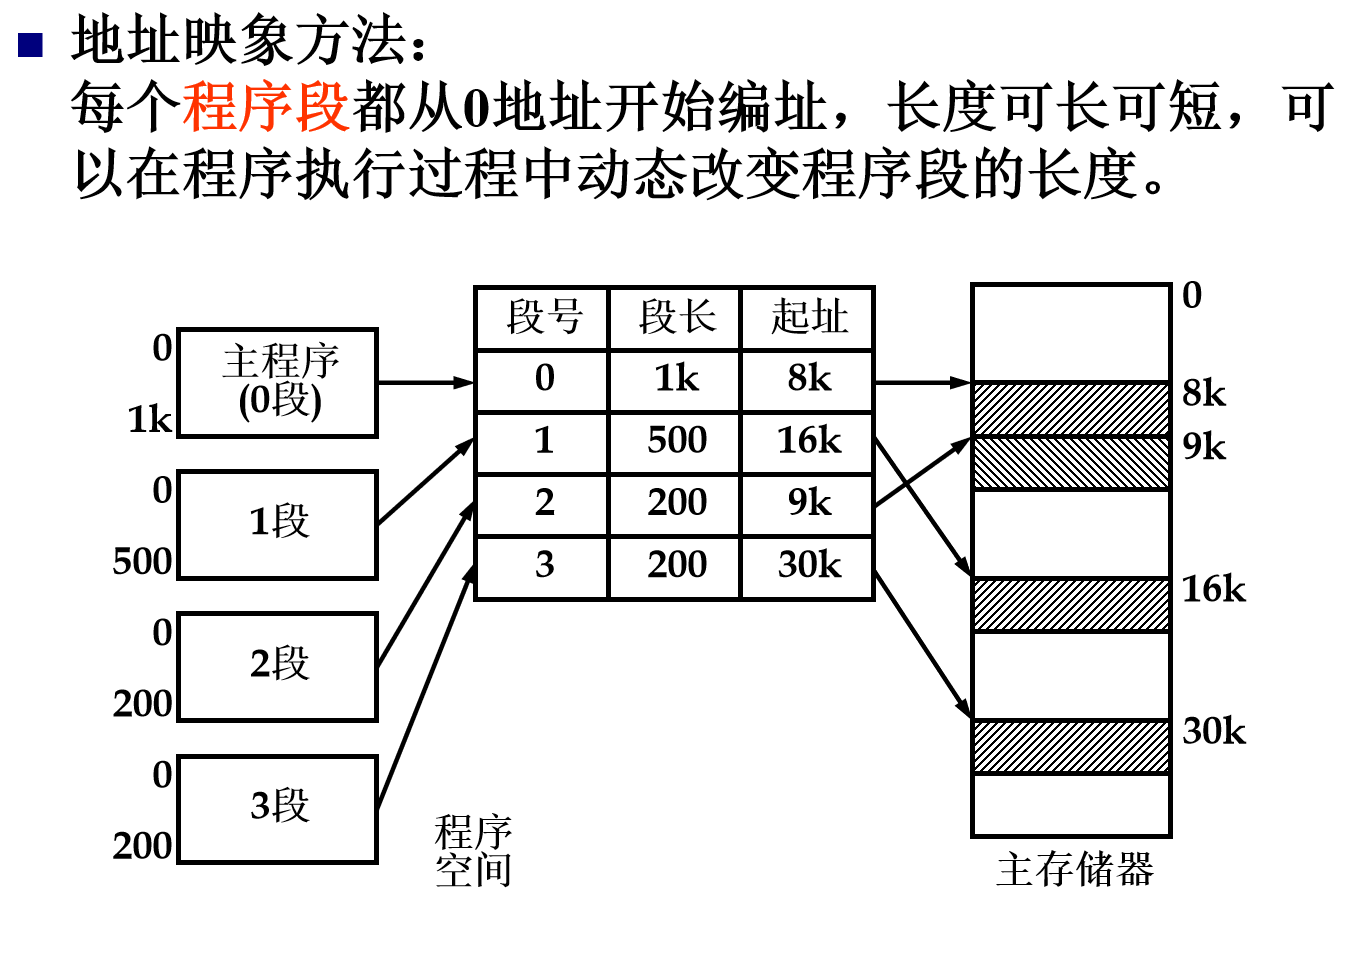 地址映象方法：
每个程序段都从0地址开始编址，长度可长可短，可
以在程序执行过程中动态改变程序段的长度。
段号 段长 起址
0 1k 8k
1 500 16k
2 200 9k
3 200 30k
0
主程序
(0段)
1k
0
1段
500
0
2段
200
0
3段
200
程序
空间
0
8k
9k
16k
30k
主存储器